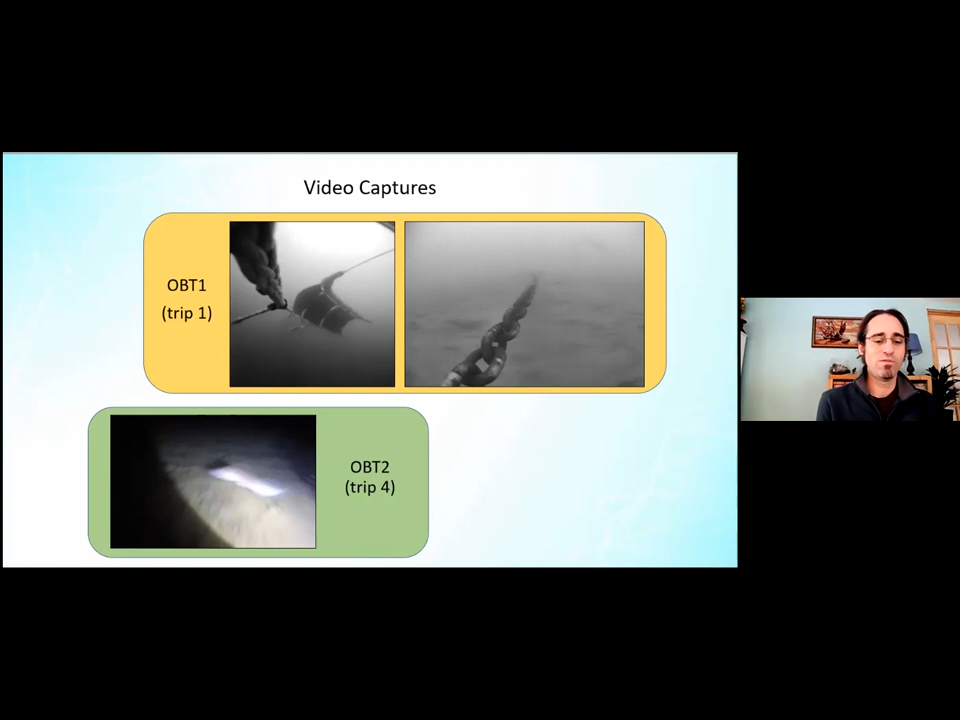 Video Captures
OBT1
(trip 1)
OBT2
(trip 4)